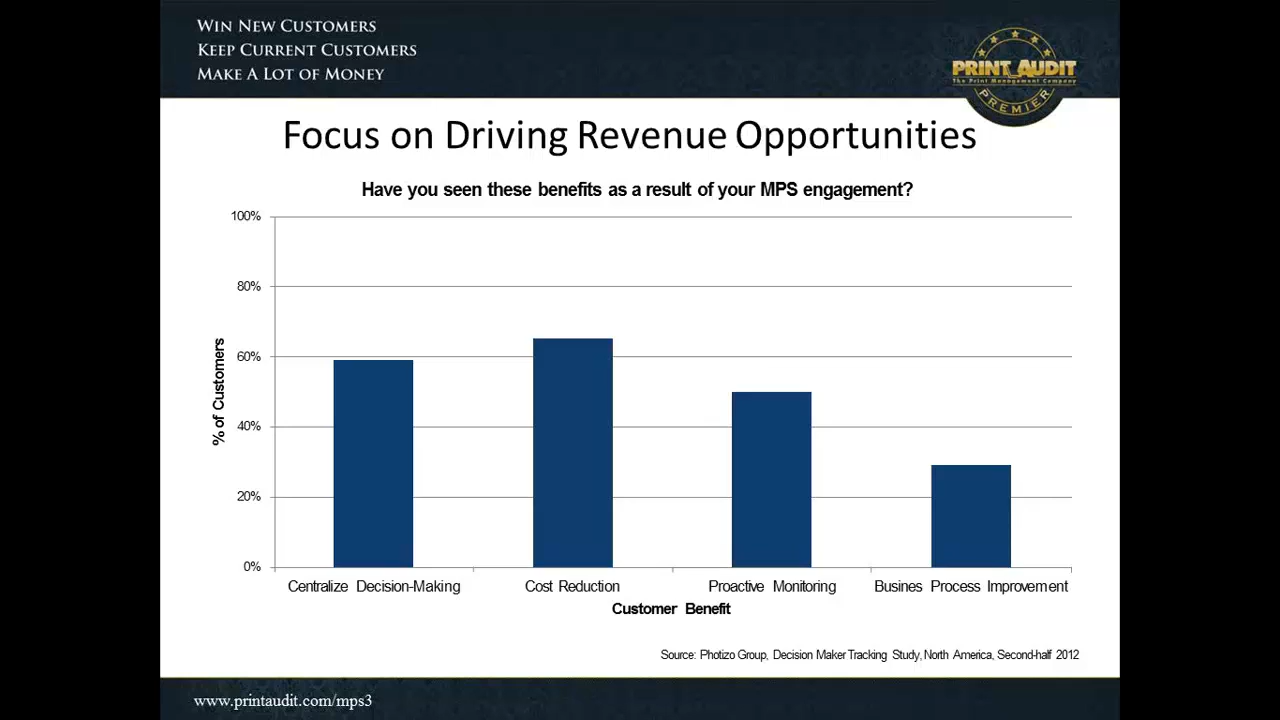 WIN NEW CUSTOMERS
KEEP CURRENT CUSTOMERS
MAKE A LOT OF MONEY
PRINT AUDIT
The Print Management Company
PREMIER
Focus on Driving Revenue Opportunities
Have you seen these benefits as a result of your MPS engagement?
100%
80%
60%
40%
20%
0%
% of Customers
Centralize Decision-Making
Cost Reduction
Proactive Monitoring
Busines Process Improvement
Customer Benefit
Source: Photizo Group, Decision Maker Tracking Study, North America, Second-half 2012
www.printaudit.com/mps3